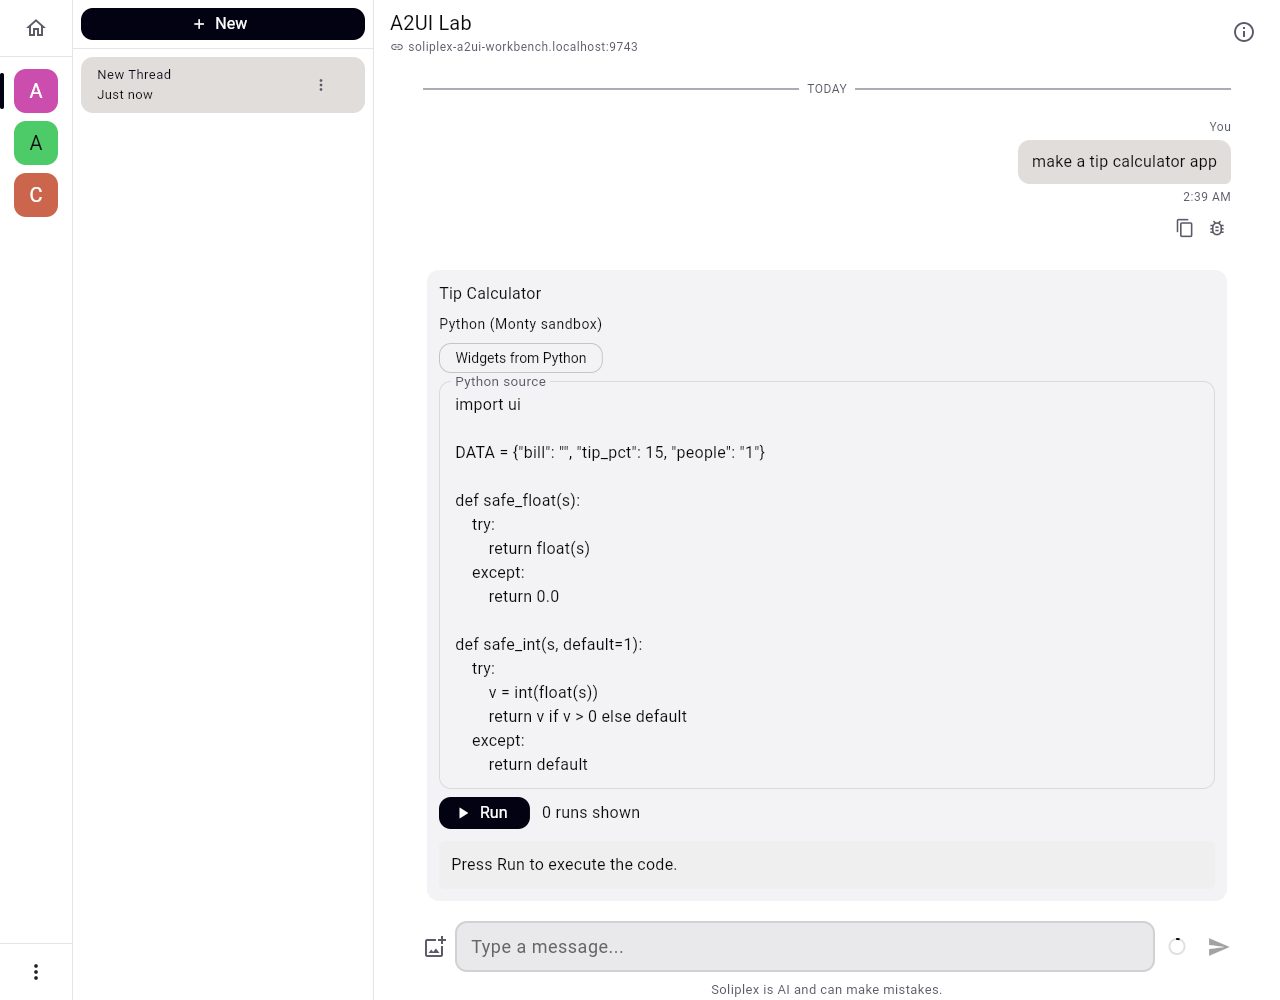 New
A2UI Lab
soliplex-a2ui-workbench.localhost:9743
A
A
C
New Thread
Just now
TODAY
You
make a tip calculator app
2:39 AM
Tip Calculator
Python (Monty sandbox)
Widgets from Python
Python source
import ui

DATA = {"bill": "", "tip_pct": 15, "people": "1"}

def safe_float(s):
    try:
        return float(s)
    except:
        return 0.0

def safe_int(s, default=1):
    try:
        v = int(float(s))
        return v if v > 0 else default
    except:
        return default
Run
0 runs shown
Press Run to execute the code.
Type a message...
Soliplex is AI and can make mistakes.